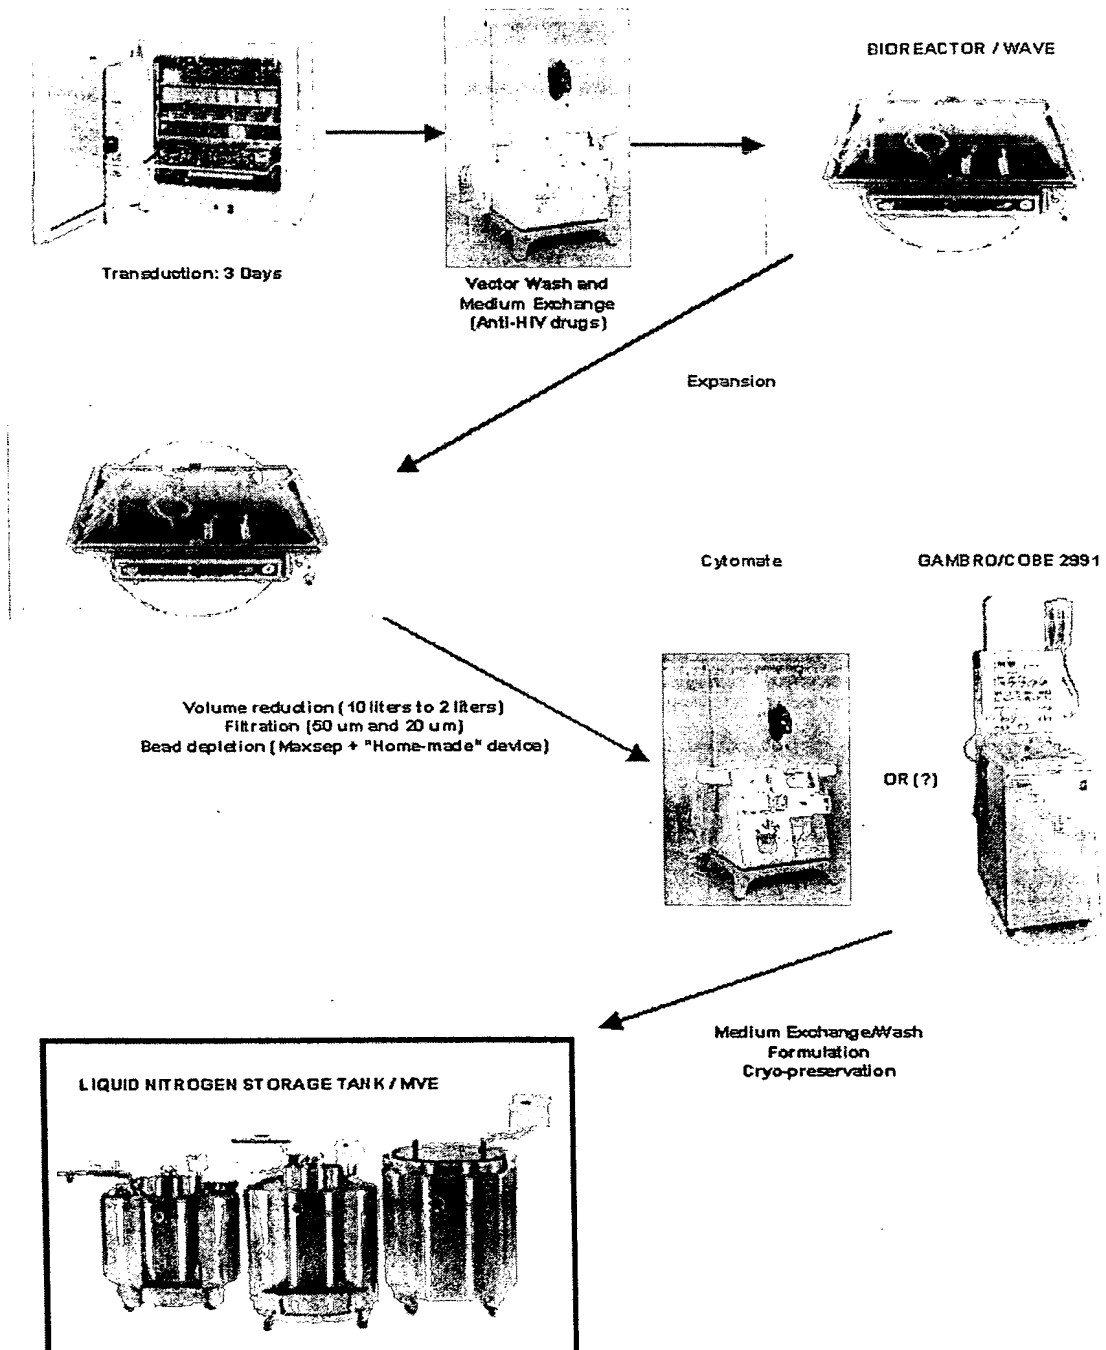 BIOREACTOR / WAVE
Transduction: 3 Days
Vector Wash and
Medium Exchange
(Anti-HIV drugs)
Expansion
Cytomate
GAMBRO/COBE 2991
Volume reduction (10 liters to 2 liters)
Filtration (50 um and 20 um)
Bead depletion (Maxsep + "Home-made" device)
OR (?)
Medium Exchange/Wash
Formulation
Cryo-preservation
LIQUID NITROGEN STORAGE TANK / MVE